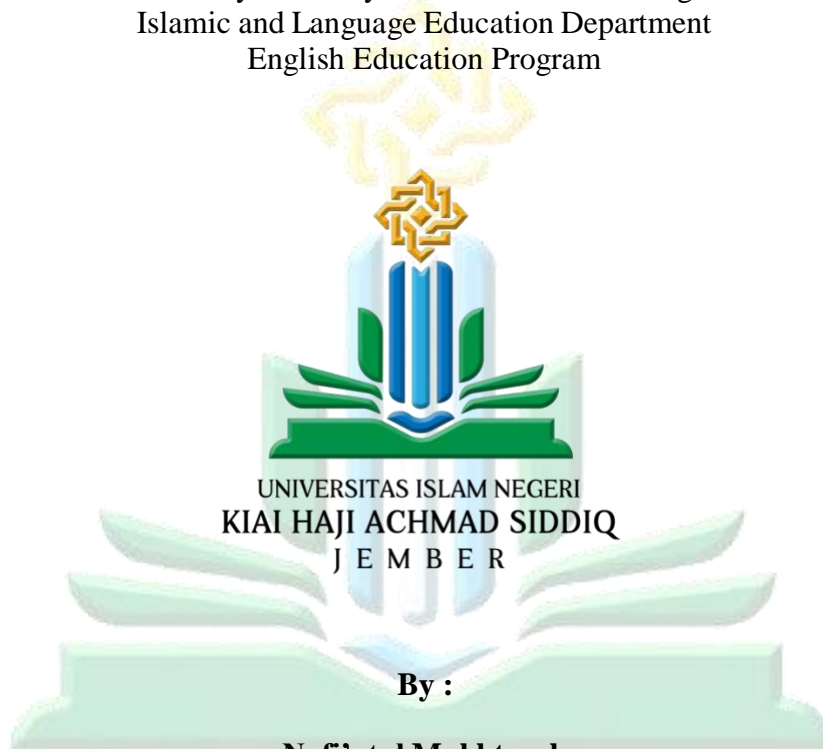 Islamic and Language Education Department
English Education Program
UNIVERSITAS ISLAM NEGERI
KIAI HAJI ACHMAD SIDDIQ
JEMBER
By :